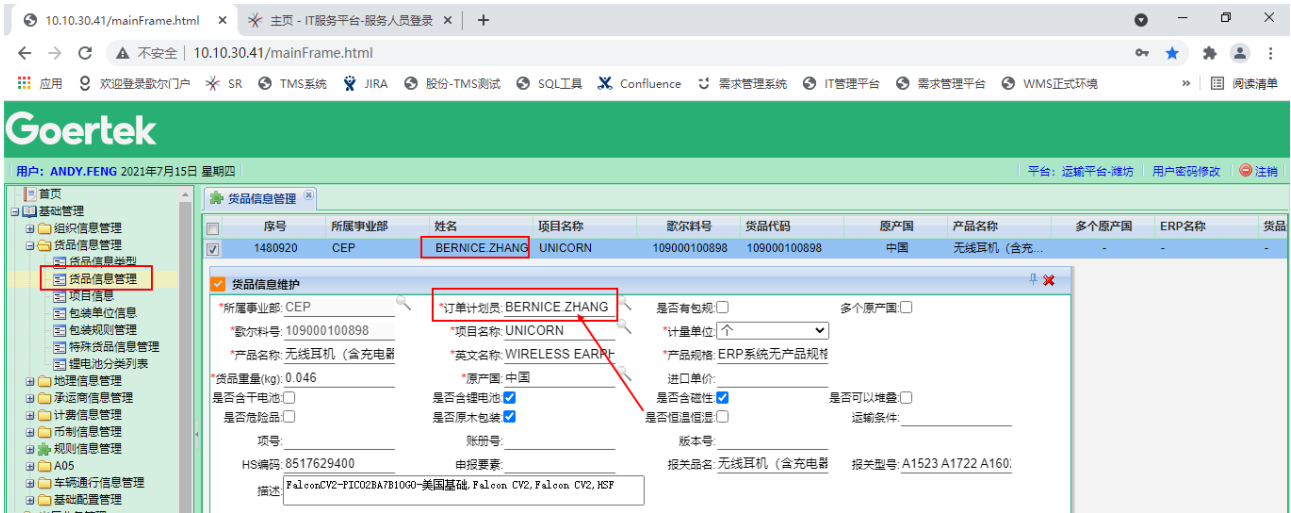 10.10.30.41/mainFrame.html 主页 - IT服务平台-服务人员登录
不安全 10.10.30.41/mainFrame.html
应用 欢迎登录歌尔门户 SR TMS系统 JIRA 股份-TMS测试 SQL工具 Confluence 需求管理系统 IT管理平台 需求管理平台 WMS正式环境 » 阅读清单
Goertek
用户: ANDY.FENG 2021年7月15日 星期四 平台: 运输平台-潍坊 用户密码修改 注销
首页
基础管理
组织信息管理
货品信息管理
货品信息类型
货品信息管理
项目信息
包装单位信息
包装规则管理
特殊货品信息管理
锂电池分类列表
地理信息管理
承运商信息管理
计费信息管理
币制信息管理
规则信息管理
A05
车辆通行信息管理
基础配置管理
货品信息管理
序号 所属事业部 姓名 项目名称 歌尔料号 货品代码 原产国 产品名称 多个原产国 ERP名称 货品
1480920 CEP BERNICE.ZHANG UNICORN 109000100898 109000100898 中国 无线耳机（含充... - - -
货品信息维护
*所属事业部: CEP *订单计划员: BERNICE.ZHANG 是否有包规: 多个原产国:
*歌尔料号: 109000100898 *项目名称: UNICORN *计量单位: 个
*产品名称: 无线耳机（含充电器 *英文名称: WIRELESS EARPH *产品规格: ERP系统无产品规格
*货品重量(kg): 0.046 *原产国: 中国 进口单价:
是否含干电池: 是否含锂电池: 是否含磁性: 是否可以堆叠:
是否危险品: 是否原木包装: 是否恒温恒湿: 运输条件:
项号: 账册号: 版本号:
HS编码: 8517629400 申报要素: 报关品名: 无线耳机（含充电器 报关型号: A1523 A1722 A160:
描述: FalconCV2-PICO2BA7B10GO-美国基础,Falcon CV2,Falcon CV2,HSF